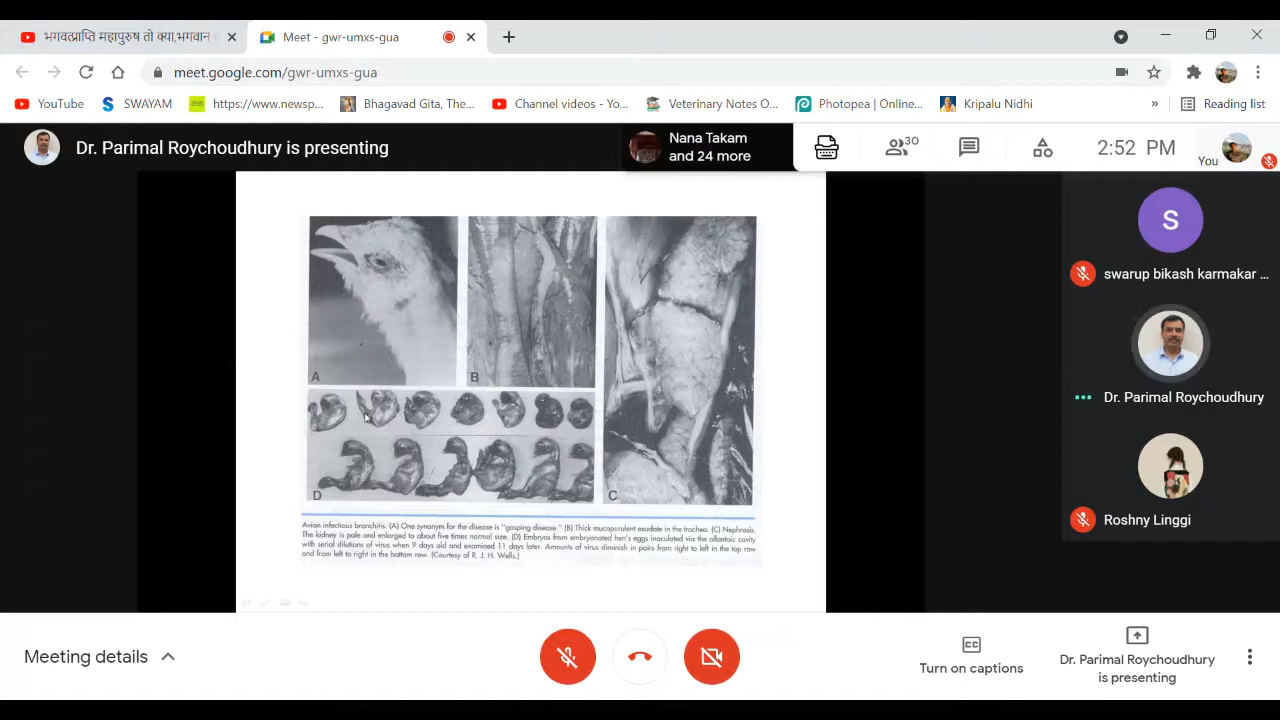 भगवत्प्राप्ति महापुरुष तो क्या,भगवान
Meet - gwr-umxs-gua
meet.google.com/gwr-umxs-gua
YouTube
SWAYAM
https://www.newsp...
Bhagavad Gita, The...
Channel videos - Yo...
Veterinary Notes O...
Photopea | Online...
Kripalu Nidhi
»
Reading list
Dr. Parimal Roychoudhury is presenting
Nana Takam
and 24 more
30
2:52 PM
You
A
B
C
D
Avian infectious bronchitis. (A) One synonym for the disease is "gasping disease." (B) Thick mucopurulent exudate in the trachea. (C) Nephrosis.
The kidney is pale and enlarged to about five times normal size. (D) Embryos from embryonated hen's eggs inoculated via the allantoic cavity
with serial dilutions of virus when 9 days old and examined 11 days later. Amounts of virus diminish in pairs from right to left in the top row
and from left to right in the bottom row. (Courtesy of R. J. H. Wells.)
S
swarup bikash karmakar ...
Dr. Parimal Roychoudhury
Roshny Linggi
Meeting details
CC
Turn on captions
Dr. Parimal Roychoudhury
is presenting